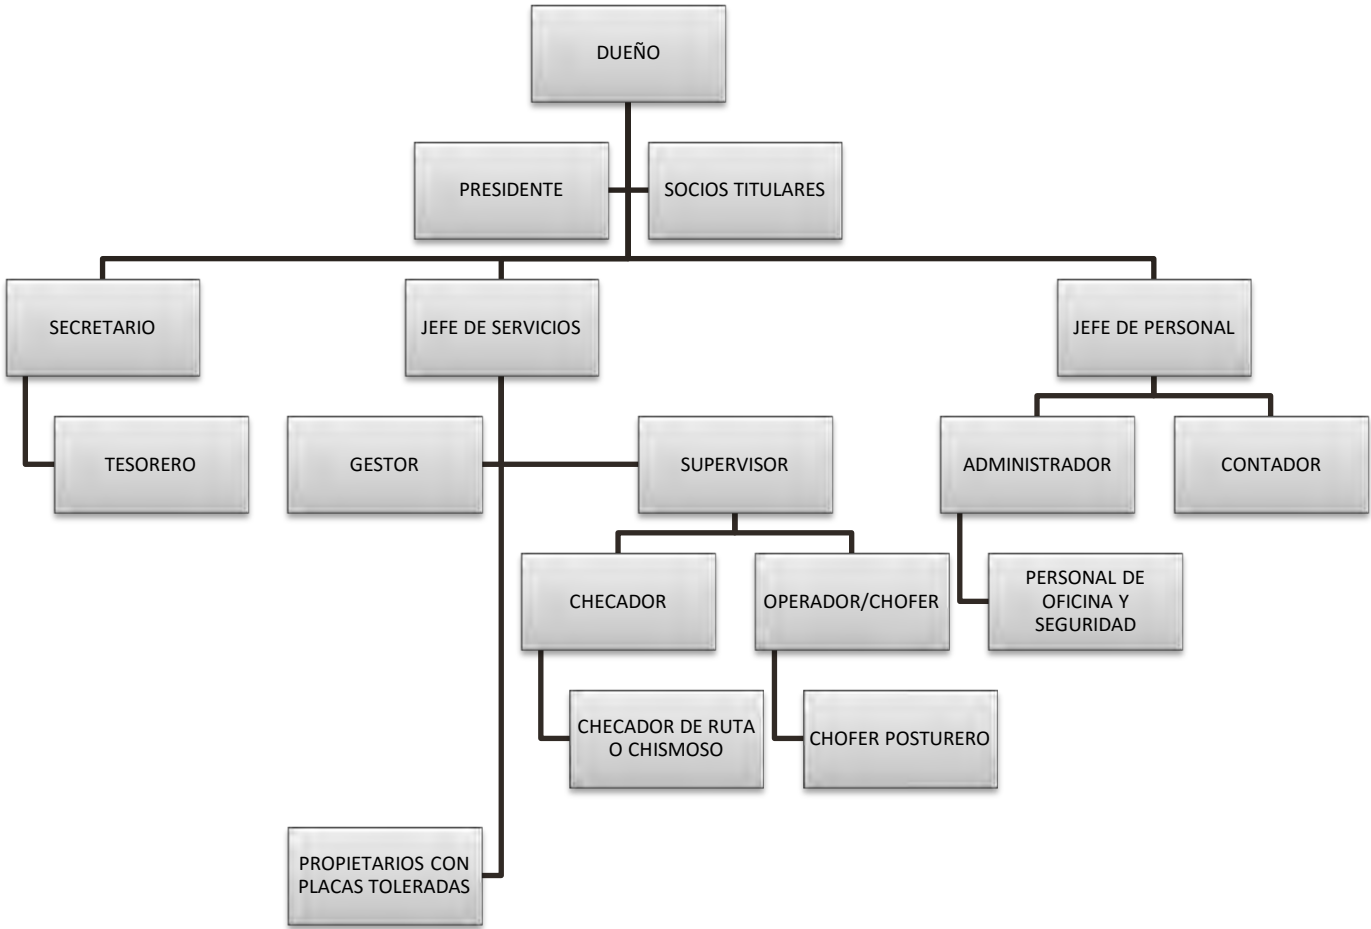 DUEÑO
PRESIDENTE
SOCIOS TITULARES
SECRETARIO
JEFE DE SERVICIOS
JEFE DE PERSONAL
TESORERO
GESTOR
SUPERVISOR
ADMINISTRADOR
CONTADOR
CHECADOR
OPERADOR/CHOFER
PERSONAL DE
OFICINA Y
SEGURIDAD
CHECADOR DE RUTA
O CHISMOSO
CHOFER POSTURERO
PROPIETARIOS CON
PLACAS TOLERADAS